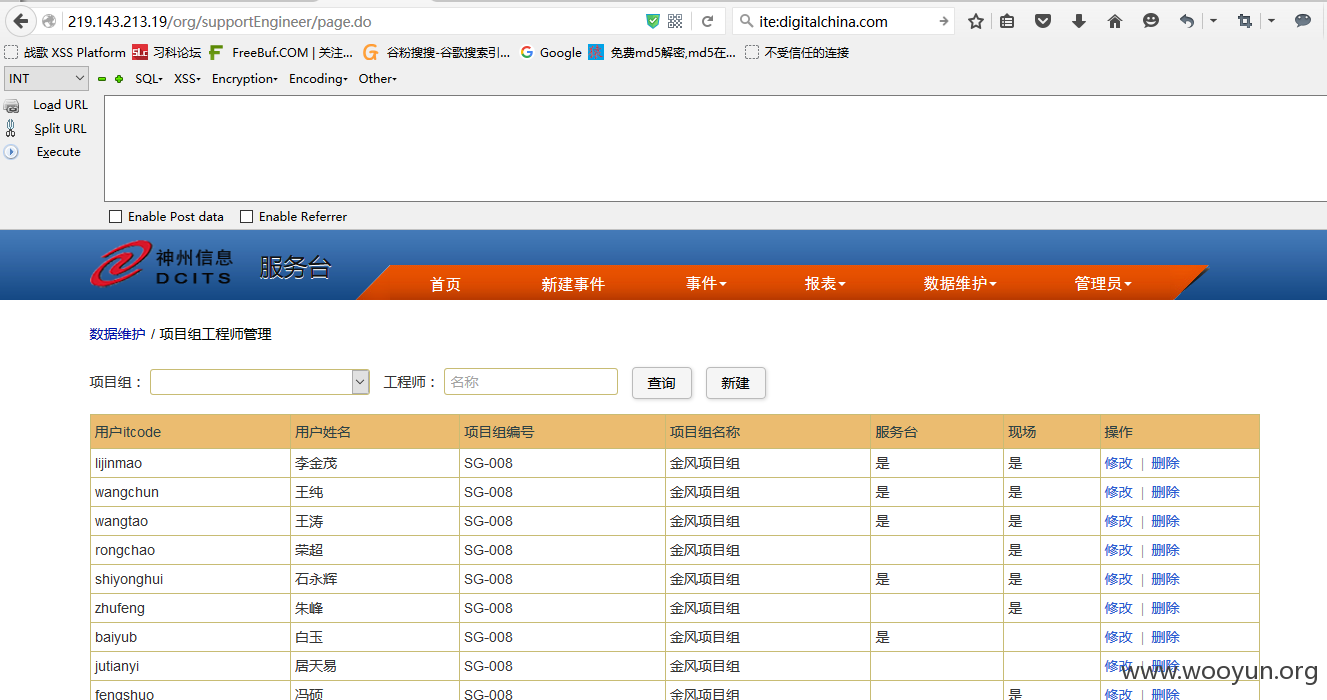 219.143.213.19/org/supportEngineer/page.do
ite:digitalchina.com
战歌 XSS Platform 习科论坛 FreeBuf.COM | 关注... 谷粉搜搜-谷歌搜索引... Google 免费md5解密,md5在... 不受信任的连接
INT SQL XSS Encryption Encoding Other
Load URL
Split URL
Execute
Enable Post data Enable Referrer
神州信息
DCITS
服务台
首页 新建事件 事件 报表 数据维护 管理员
数据维护 / 项目组工程师管理
项目组： 工程师： 名称 查询 新建
用户itcode 用户姓名 项目组编号 项目组名称 服务台 现场 操作
lijinmao 李金茂 SG-008 金风项目组 是 是 修改 | 删除
wangchun 王纯 SG-008 金风项目组 是 是 修改 | 删除
wangtao 王涛 SG-008 金风项目组 是 是 修改 | 删除
rongchao 荣超 SG-008 金风项目组 是 修改 | 删除
shiyonghui 石永辉 SG-008 金风项目组 是 是 修改 | 删除
zhufeng 朱峰 SG-008 金风项目组 是 修改 | 删除
baiyub 白玉 SG-008 金风项目组 是 修改 | 删除
jutianyi 居天易 SG-008 金风项目组 修改 | 删除
fengshuo 冯硕 SG-008 金风项目组 是 修改 | 删除
www.wooyun.org